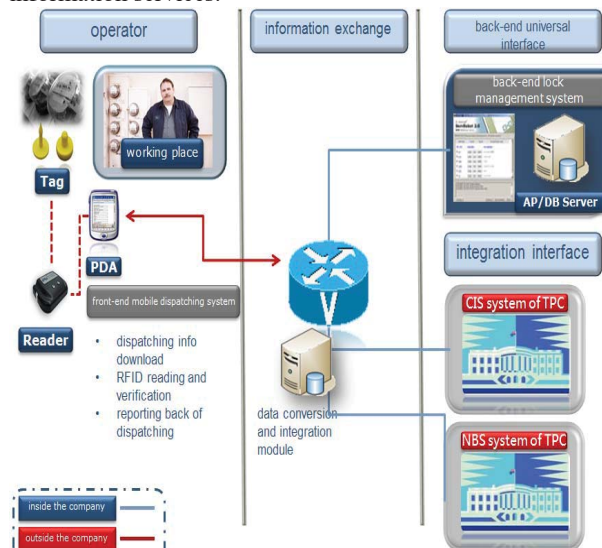 information services.
operator
information exchange
back-end universal
interface
working place
Tag
PDA
front-end mobile dispatching system
Reader
• dispatching info
download
• RFID reading and
verification
• reporting back of
dispatching
data conversion
and integration
module
back-end lock
management system
AP/DB Server
integration interface
CIS system of TPC
NBS system of TPC
inside the company
outside the company